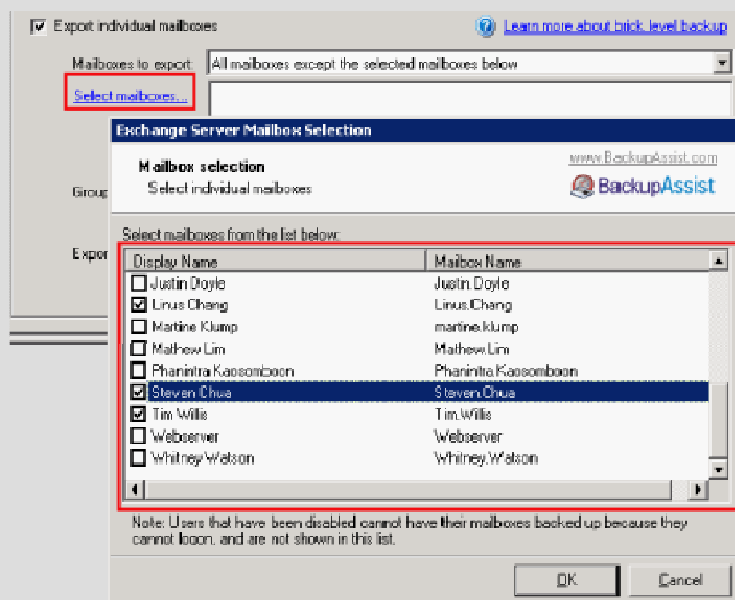 Export individual mailboxes
Learn more about brick level backup
Mailboxes to export All mailboxes except the selected mailboxes below
Select mailboxes...
Exchange Server Mailbox Selection
Mailbox selection
Select individual mailboxes
www.BackupAssist.com
BackupAssist
Group
Expor
Select mailboxes from the list below:
Display Name Mailbox Name
Justin Doyle Justin.Doyle
Linus Chang Linus.Chang
Martine Klump martine.klump
Mathew Lim Mathew.Lim
Phanintra Kaosomboon Phanintra.Kaosomboon
Steven Chua Steven.Chua
Tim Willis Tim.Willis
Webserver Webserver
Whitney Watson Whitney.Watson
Note: Users that have been disabled cannot have their mailboxes backed up because they
cannot logon, and are not shown in this list.
OK Cancel